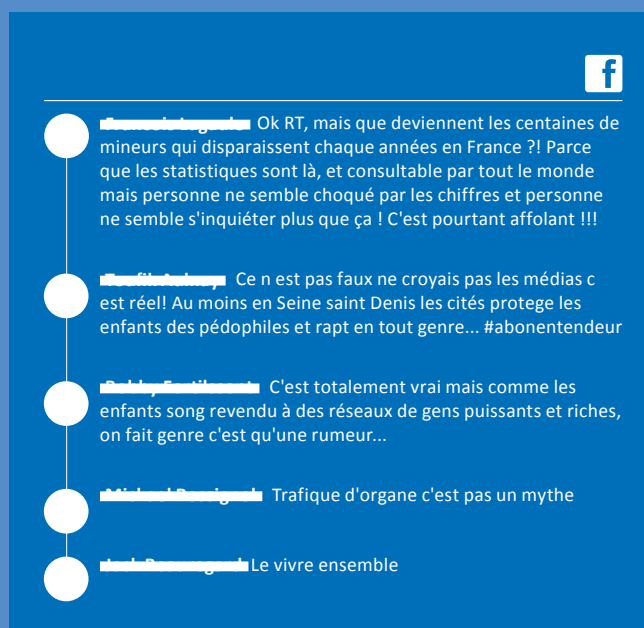 f
Ok RT, mais que deviennent les centaines de
mineurs qui disparaissent chaque années en France ?! Parce
que les statistiques sont là, et consultable par tout le monde
mais personne ne semble choqué par les chiffres et personne
ne semble s'inquiéter plus que ça ! C'est pourtant affolant !!!
Ce n est pas faux ne croyais pas les médias c
est réel! Au moins en Seine saint Denis les cités protege les
enfants des pédophiles et rapt en tout genre... #abonentendeur
C'est totalement vrai mais comme les
enfants song revendu à des réseaux de gens puissants et riches,
on fait genre c'est qu'une rumeur...
Trafique d'organe c'est pas un mythe
Le vivre ensemble